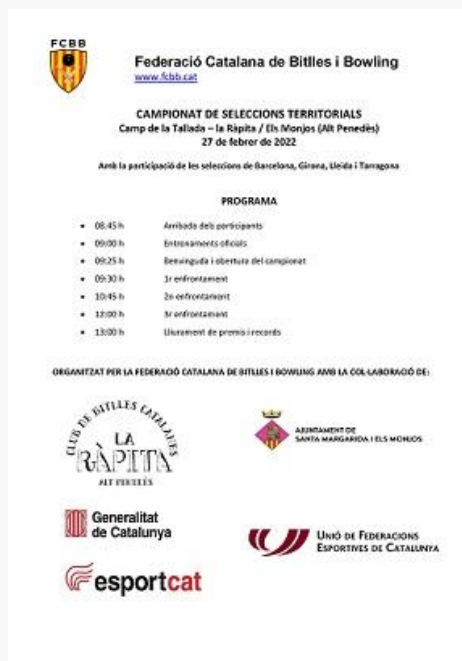 FCBB
Federació Catalana de Bitlles i Bowling
www.fcbb.cat
CAMPIONAT DE SELECCIONS TERRITORIALS
Camp de la Tallada – la Ràpita / Els Monjos (Alt Penedès)
27 de febrer de 2022
Amb la participació de les seleccions de Barcelona, Girona, Lleida i Tarragona
PROGRAMA
• 08.45 h Arribada dels participants
• 09:00 h Entrenaments oficials
• 09:25 h Benvinguda i obertura del campionat
• 09:30 h 1r enfrontament
• 10:45 h 2n enfrontament
• 12:00 h 3r enfrontament
• 13:00 h Lliurament de premis i records
ORGANITZAT PER LA FEDERACIÓ CATALANA DE BITLLES I BOWLING AMB LA COL·LABORACIÓ DE:
CLUB DE BITLLES CATALANES
LA
RÀPITA
ALT PENEDÈS
AJUNTAMENT DE
SANTA MARGARIDA I ELS MONJOS
Generalitat
de Catalunya
UNIÓ DE FEDERACIONS
ESPORTIVES DE CATALUNYA
esportcat